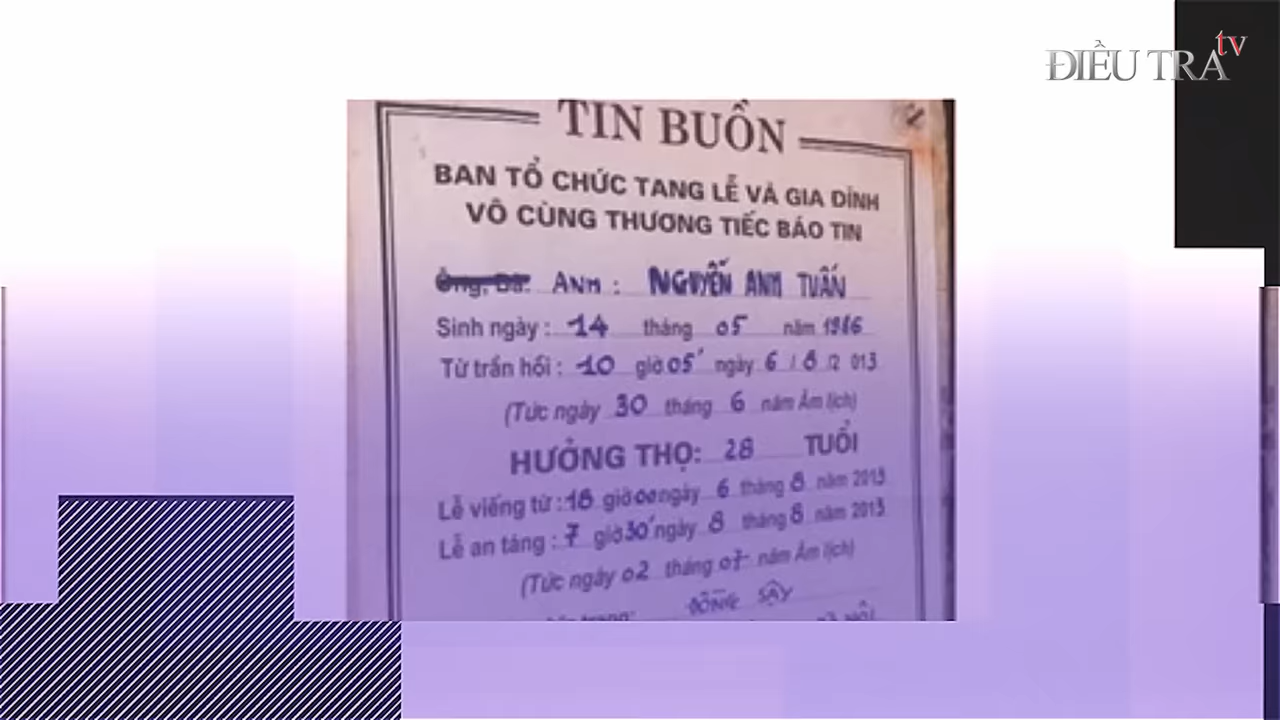 ĐIỀU TRA tv
TIN BUỒN
BAN TỔ CHỨC TANG LỄ VÀ GIA ĐÌNH
VÔ CÙNG THƯƠNG TIẾC BÁO TIN
Ông, Bà: ANH : NGUYỄN ANH TUẤN
Sinh ngày : 14 tháng 05 năm 1986
Từ trần hồi : 10 giờ 05' ngày 6 / 8 /2 013
(Tức ngày 30 tháng 6 năm Âm lịch)
HƯỞNG THỌ: 28 TUỔI
Lễ viếng từ : 18 giờ 00 ngày 6 tháng 8 năm 2013
Lễ an táng : 7 giờ 30' ngày 8 tháng 8 năm 2013
(Tức ngày 02 tháng 07 năm Âm lịch)
trang: